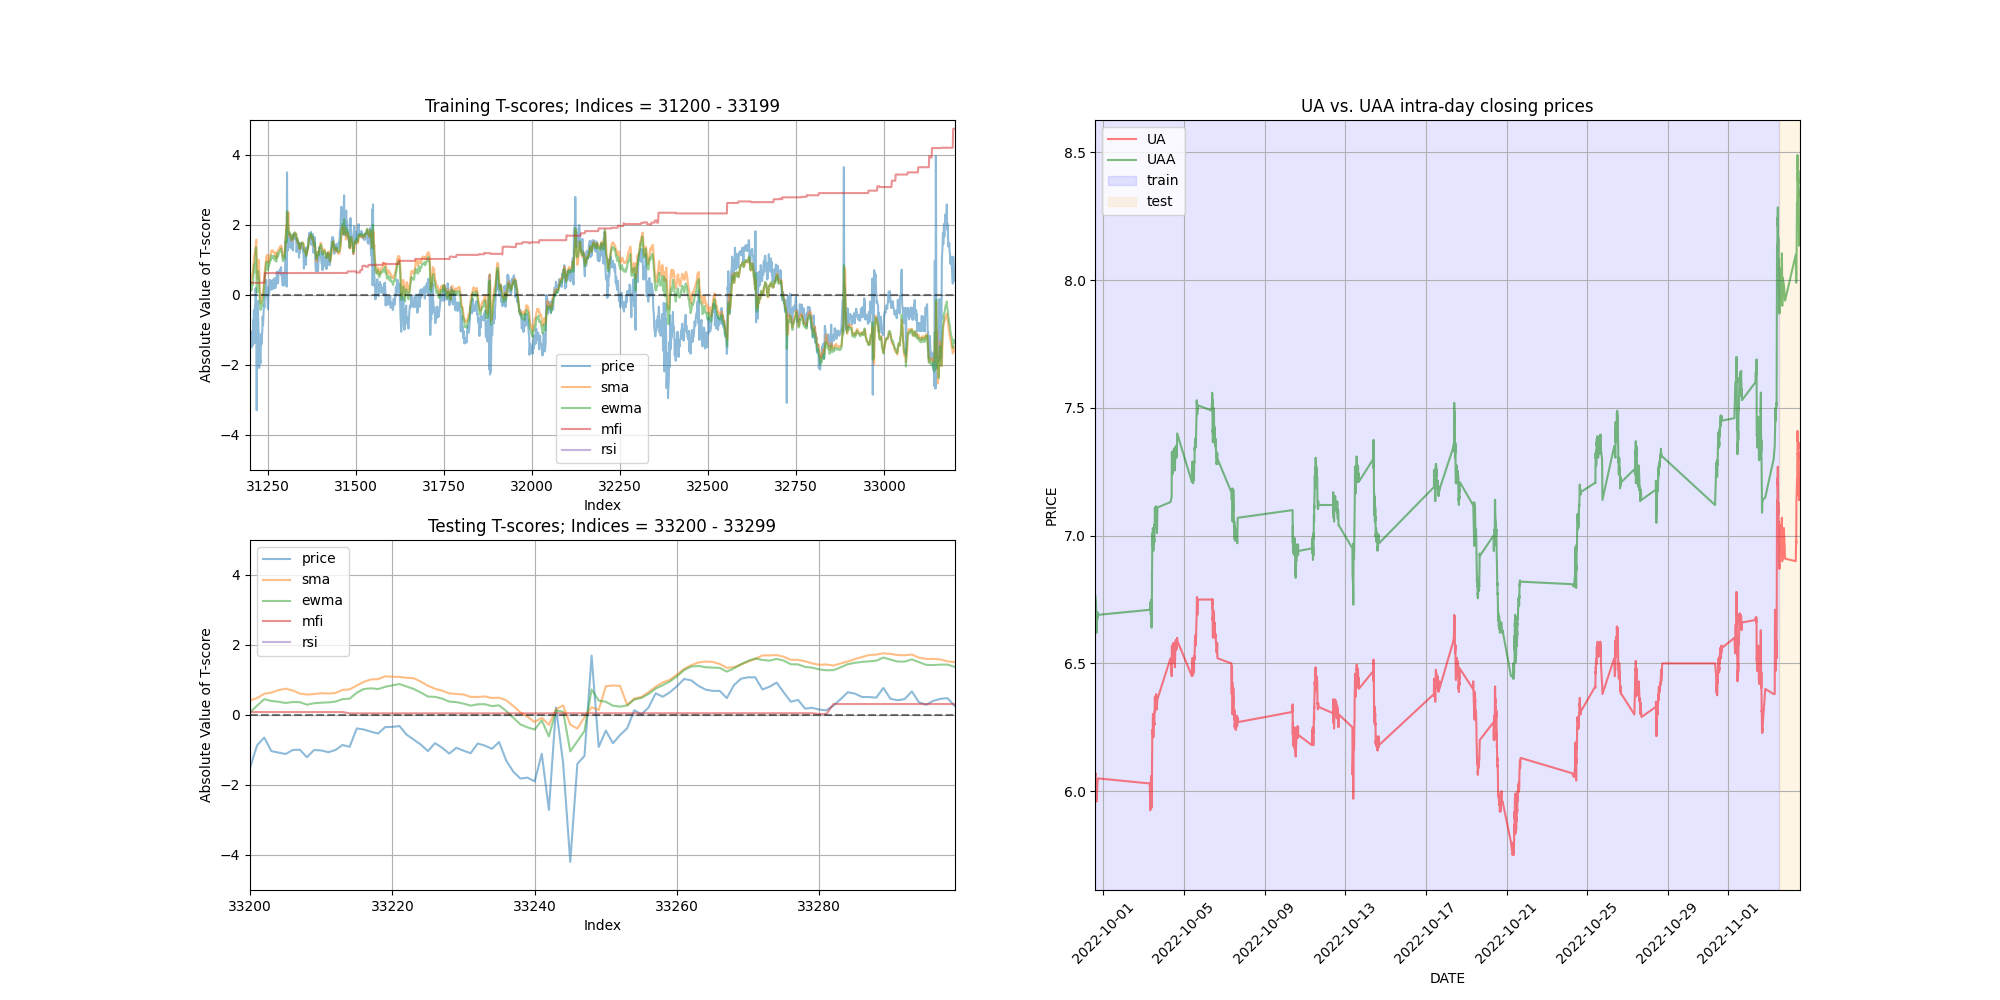 Training T-scores; Indices = 31200 - 33199
Absolute Value of T-score
4
2
0
−2
−4
price
sma
ewma
mfi
rsi
31250 31500 31750 32000 32250 32500 32750 33000
Index
Testing T-scores; Indices = 33200 - 33299
Absolute Value of T-score
4
2
0
−2
−4
price
sma
ewma
mfi
rsi
33200 33220 33240 33260 33280
Index
UA vs. UAA intra-day closing prices
PRICE
8.5
8.0
7.5
7.0
6.5
6.0
UA
UAA
train
test
2022-10-01 2022-10-05 2022-10-09 2022-10-13 2022-10-17 2022-10-21 2022-10-25 2022-10-29 2022-11-01
DATE